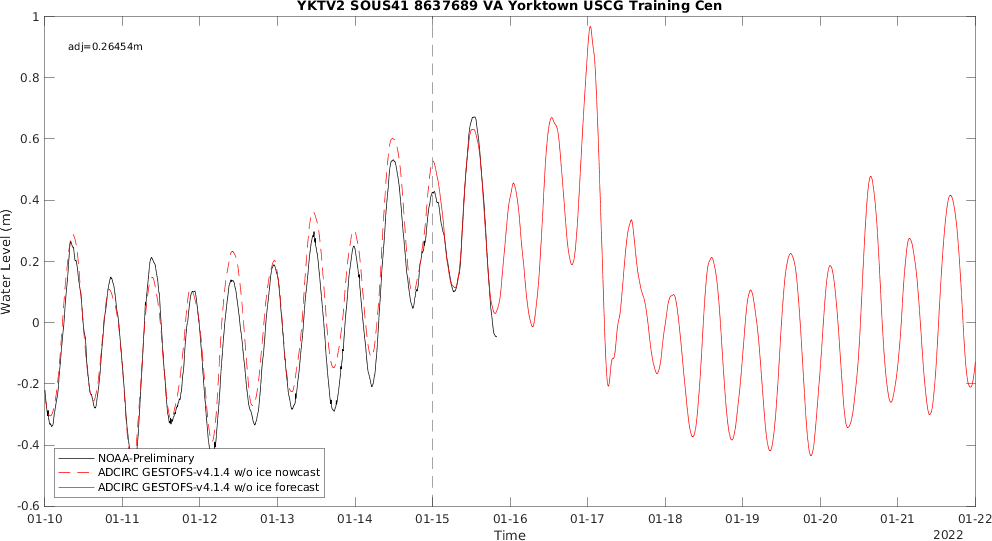 YKTV2 SOUS41 8637689 VA Yorktown USCG Training Cen
adj=0.26454m
1
0.8
0.6
0.4
0.2
0
-0.2
-0.4
-0.6
Water Level (m)
NOAA-Preliminary
ADCIRC GESTOFS-v4.1.4 w/o ice nowcast
ADCIRC GESTOFS-v4.1.4 w/o ice forecast
01-10 01-11 01-12 01-13 01-14 01-15 01-16 01-17 01-18 01-19 01-20 01-21 01-22
Time
2022